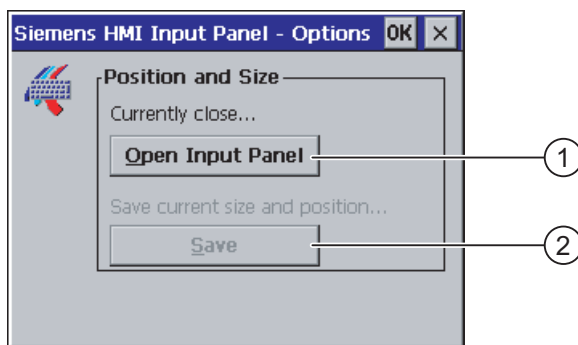 Siemens HMI Input Panel - Options OK ×
Position and Size
Currently close...
Open Input Panel
1
Save current size and position...
Save
2